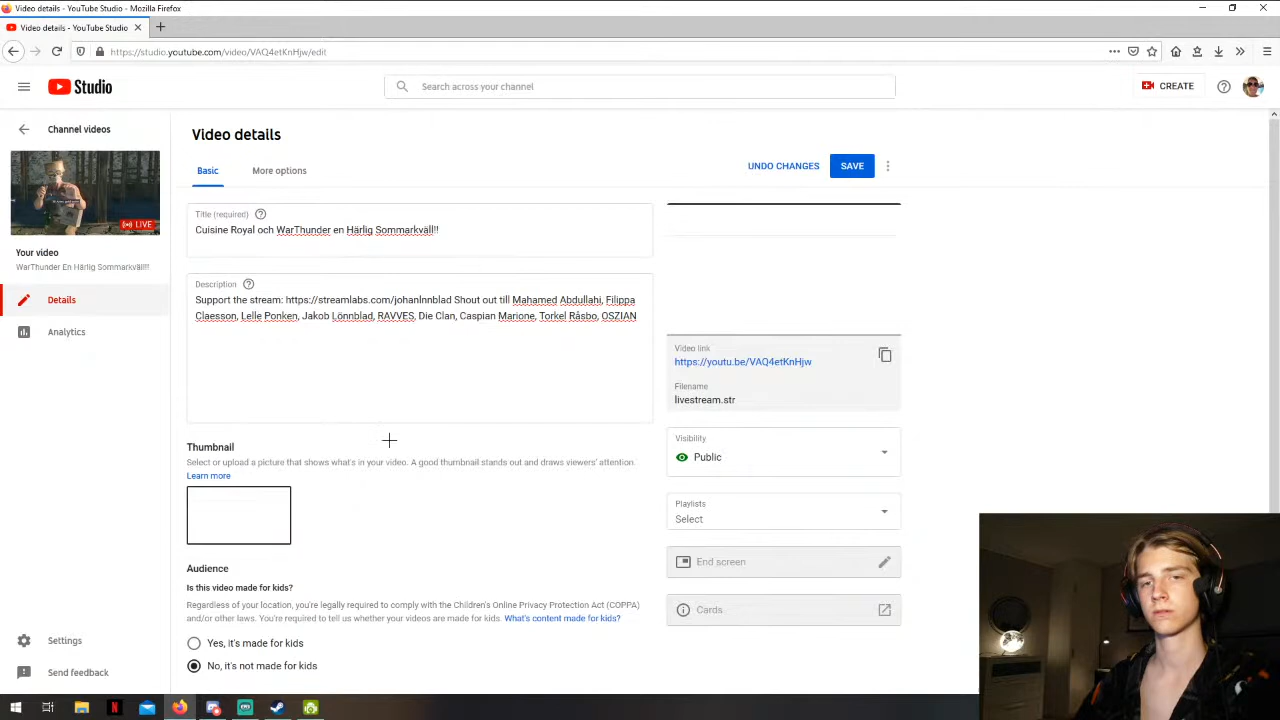 Video details - YouTube Studio - Mozilla Firefox
Video details - YouTube Studio
https://studio.youtube.com/video/VAQ4etKnHjw/edit
Studio
Search across your channel
CREATE
Channel videos
LIVE
Your video
WarThunder En Härlig Sommarkväll!!
Details
Analytics
Settings
Send feedback
Video details
Basic
More options
UNDO CHANGES
SAVE
Title (required)
Cuisine Royal och WarThunder en Härlig Sommarkväll!!
Description
Support the stream: https://streamlabs.com/johanlnnblad Shout out till Mahamed Abdullahi, Filippa
Claesson, Lelle Ponken, Jakob Lönnblad, RAVVES, Die Clan, Caspian Marione, Torkel Råsbo, OSZIAN
Thumbnail
Select or upload a picture that shows what's in your video. A good thumbnail stands out and draws viewers' attention.
Learn more
Audience
Is this video made for kids?
Regardless of your location, you're legally required to comply with the Children's Online Privacy Protection Act (COPPA)
and/or other laws. You're required to tell us whether your videos are made for kids. What's content made for kids?
Yes, it's made for kids
No, it's not made for kids
Video link
https://youtu.be/VAQ4etKnHjw
Filename
livestream.str
Visibility
Public
Playlists
Select
End screen
Cards